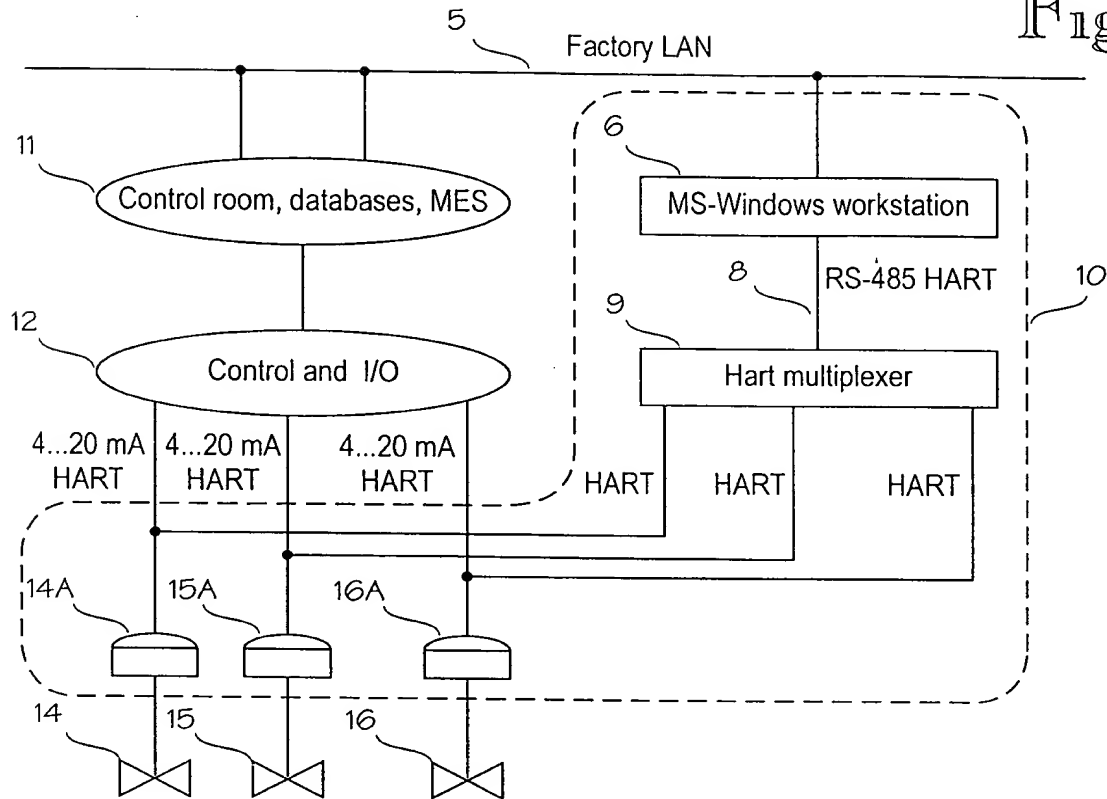 Fig
5
Factory LAN
11
6
Control room, databases, MES
MS-Windows workstation
8
RS-485 HART
10
12
9
Control and I/O
Hart multiplexer
4...20 mA
HART
4...20 mA
HART
4...20 mA
HART
HART
HART
HART
14A
15A
16A
14
15
16